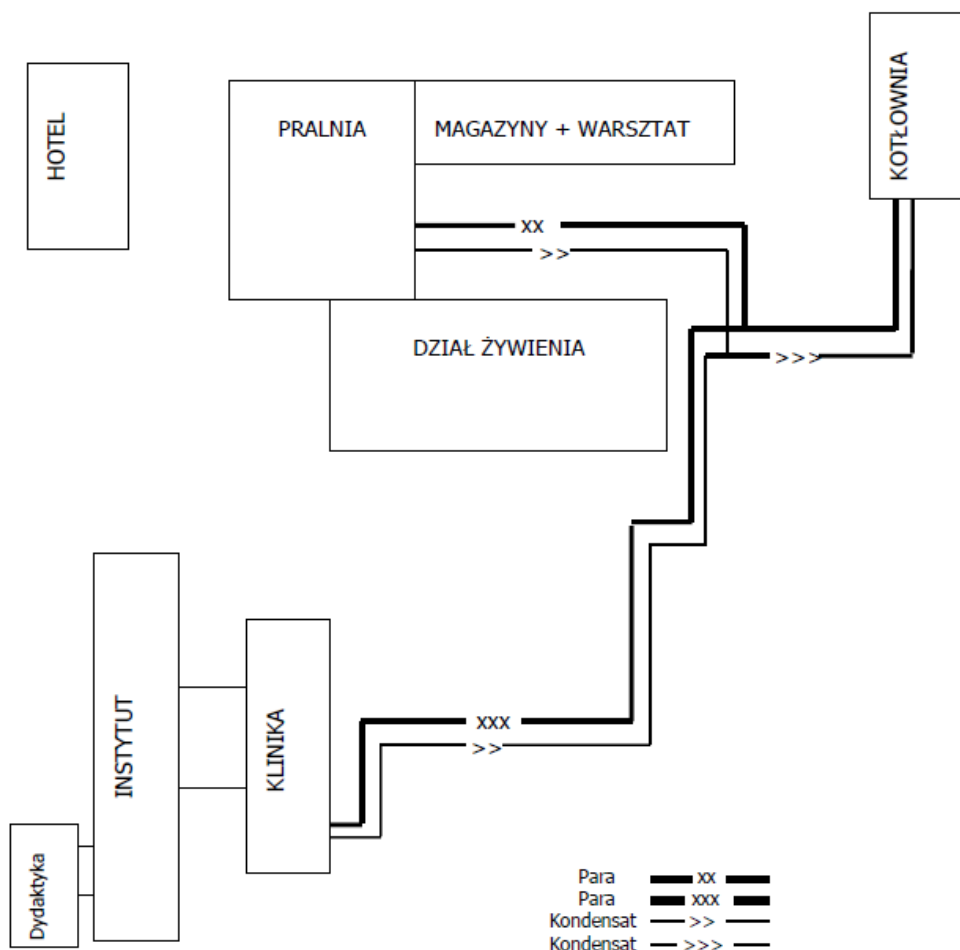 HOTEL
PRALNIA
MAGAZYNY + WARSZTAT
KOTŁOWNIA
xx
>>
DZIAŁ ŻYWIENIA
>>>
INSTYTUT
KLINIKA
xxx
>>
Dydaktyka
Para xx
Para xxx
Kondensat >>
Kondensat >>>